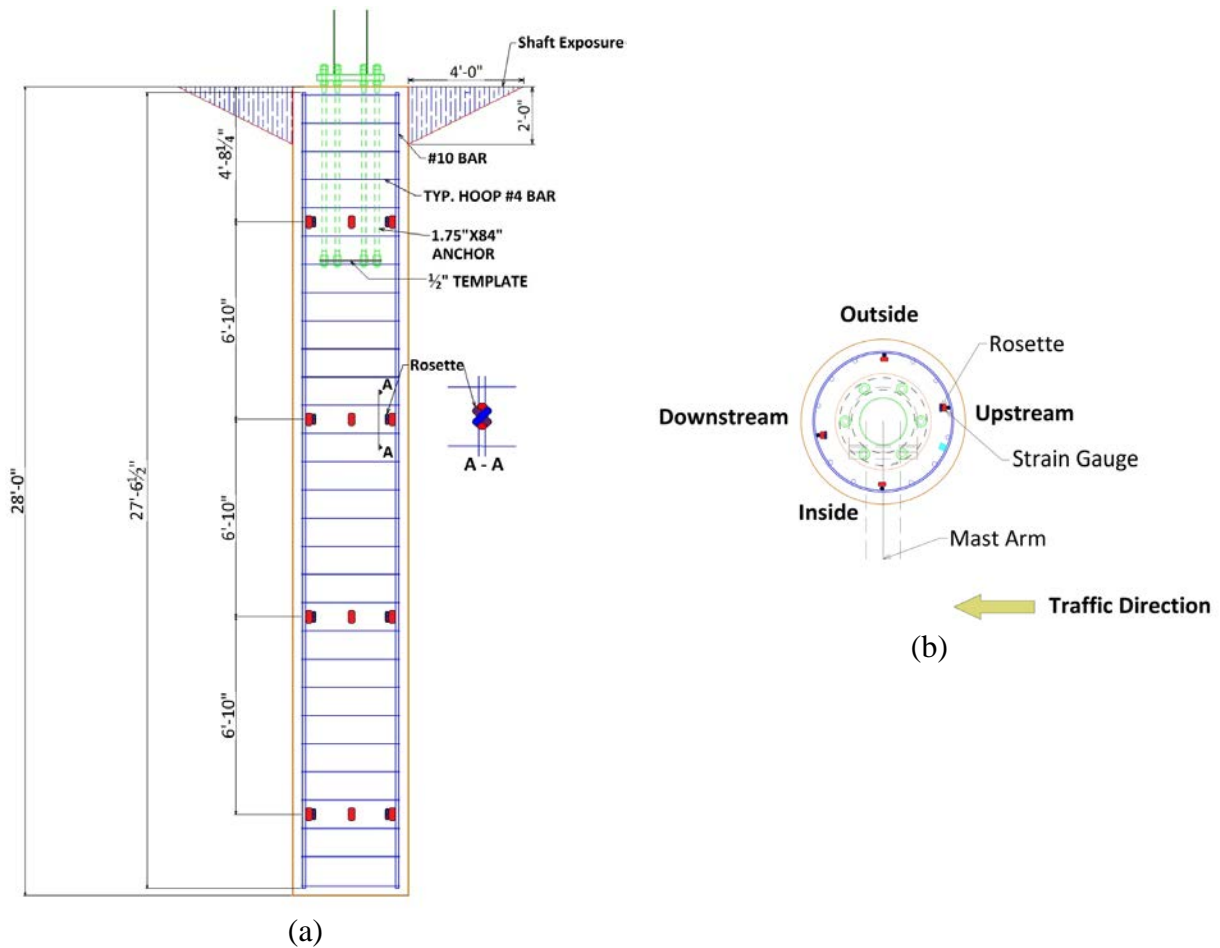 Shaft Exposure
4'-0"
2'-0"
4'-8¼"
#10 BAR
TYP. HOOP #4 BAR
1.75"X84"
ANCHOR
½" TEMPLATE
6'-10"
Rosette
A
A
A - A
28'-0"
27'-6½"
6'-10"
6'-10"
(a)
Outside
Rosette
Downstream
Upstream
Strain Gauge
Inside
Mast Arm
Traffic Direction
(b)